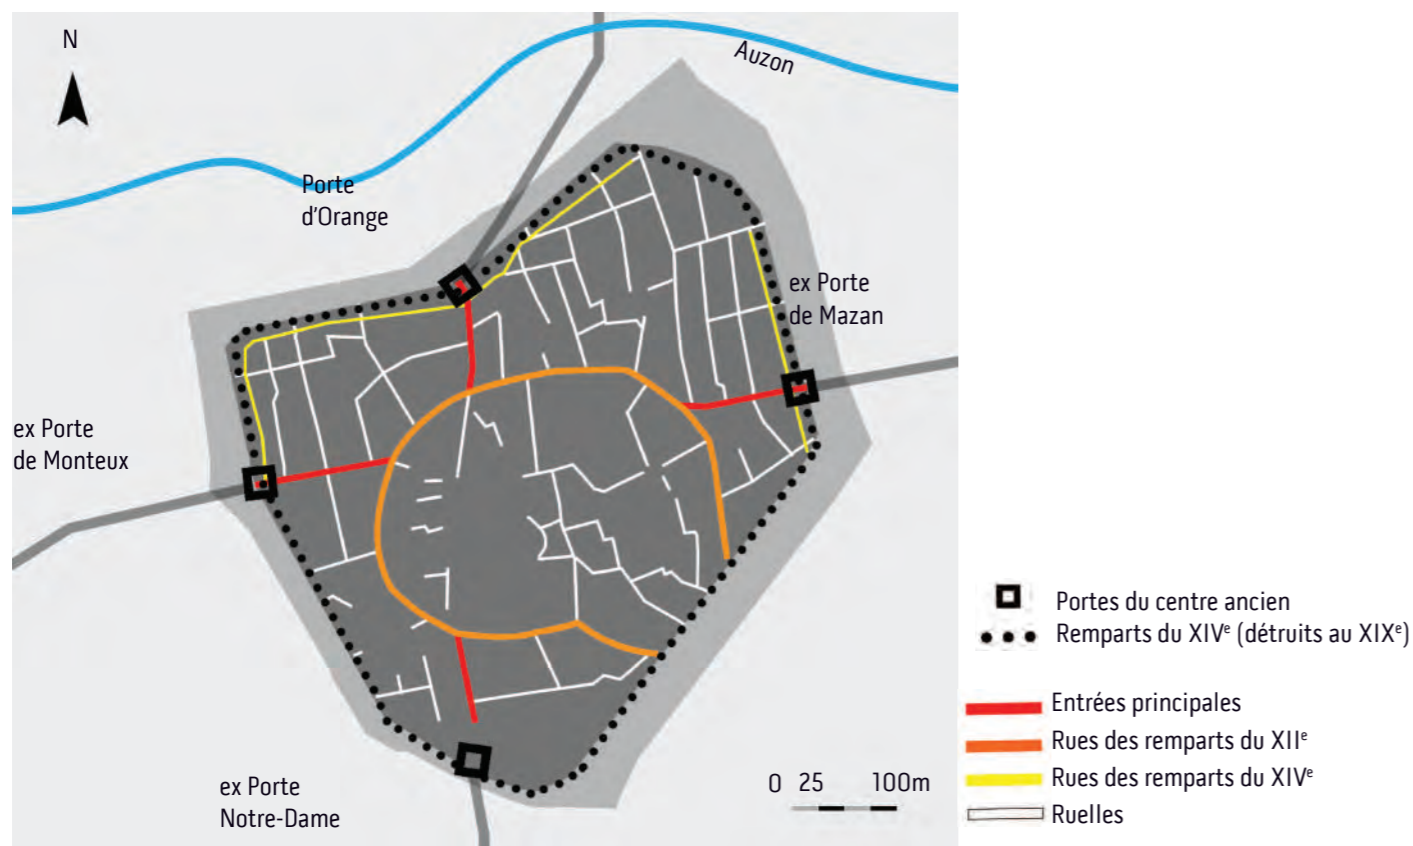 N
Auzon
Porte
d'Orange
ex Porte
de Mazan
ex Porte
de Monteux
ex Porte
Notre-Dame
0 25 100m
Portes du centre ancien
Remparts du XIVᵉ (détruits au XIXᵉ)
Entrées principales
Rues des remparts du XIIᵉ
Rues des remparts du XIVᵉ
Ruelles